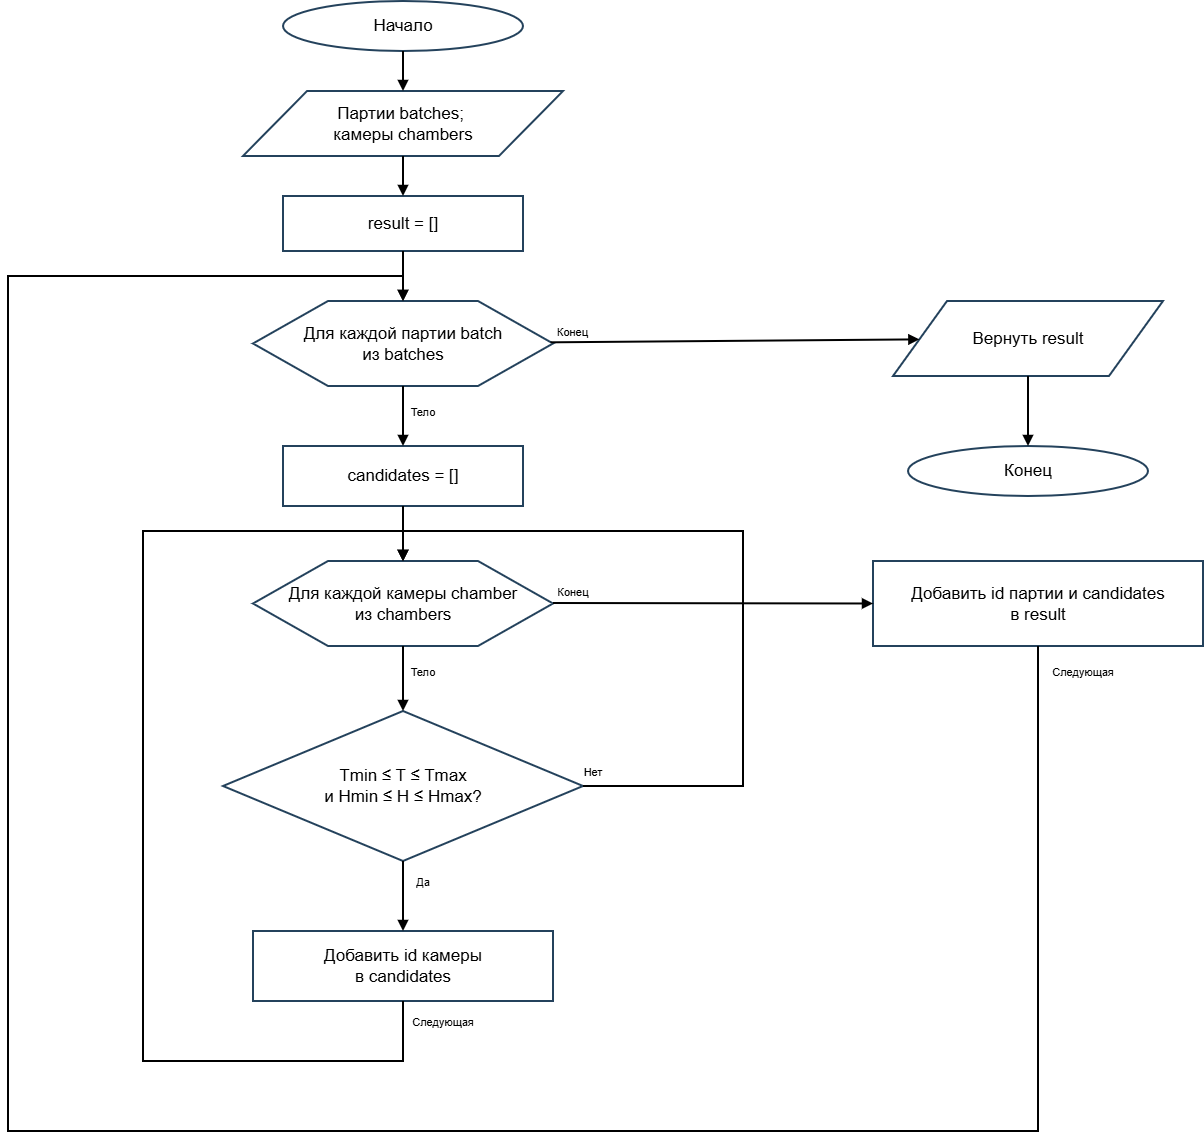 Начало
Партии batches;
камеры chambers
result = []
Для каждой партии batch
из batches
Конец
Вернуть result
Тело
candidates = []
Конец
Для каждой камеры chamber
из chambers
Конец
Добавить id партии и candidates
в result
Тело
Следующая
Tmin ≤ T ≤ Tmax
и Hmin ≤ H ≤ Hmax?
Нет
Да
Добавить id камеры
в candidates
Следующая